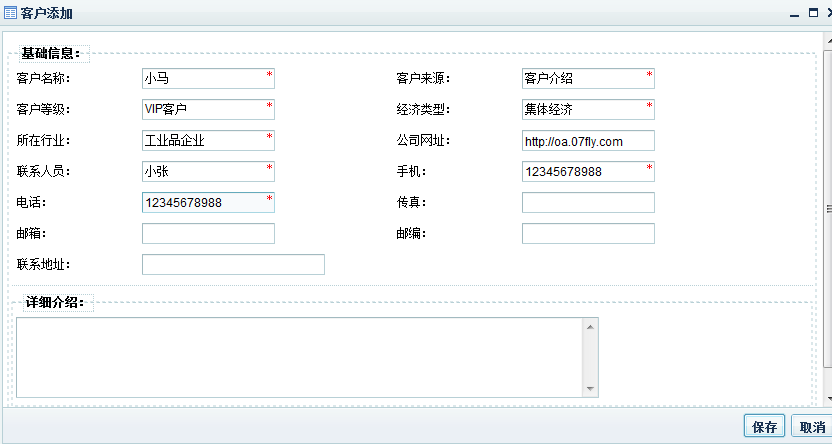 客户添加
基础信息：
客户名称： 小马 * 客户来源： 客户介绍 *
客户等级： VIP客户 * 经济类型： 集体经济 *
所在行业： 工业品企业 * 公司网址： http://oa.07fly.com
联系人员： 小张 * 手机： 12345678988 *
电话： 12345678988 * 传真：
邮箱： 邮编：
联系地址：
详细介绍：
保存 取消